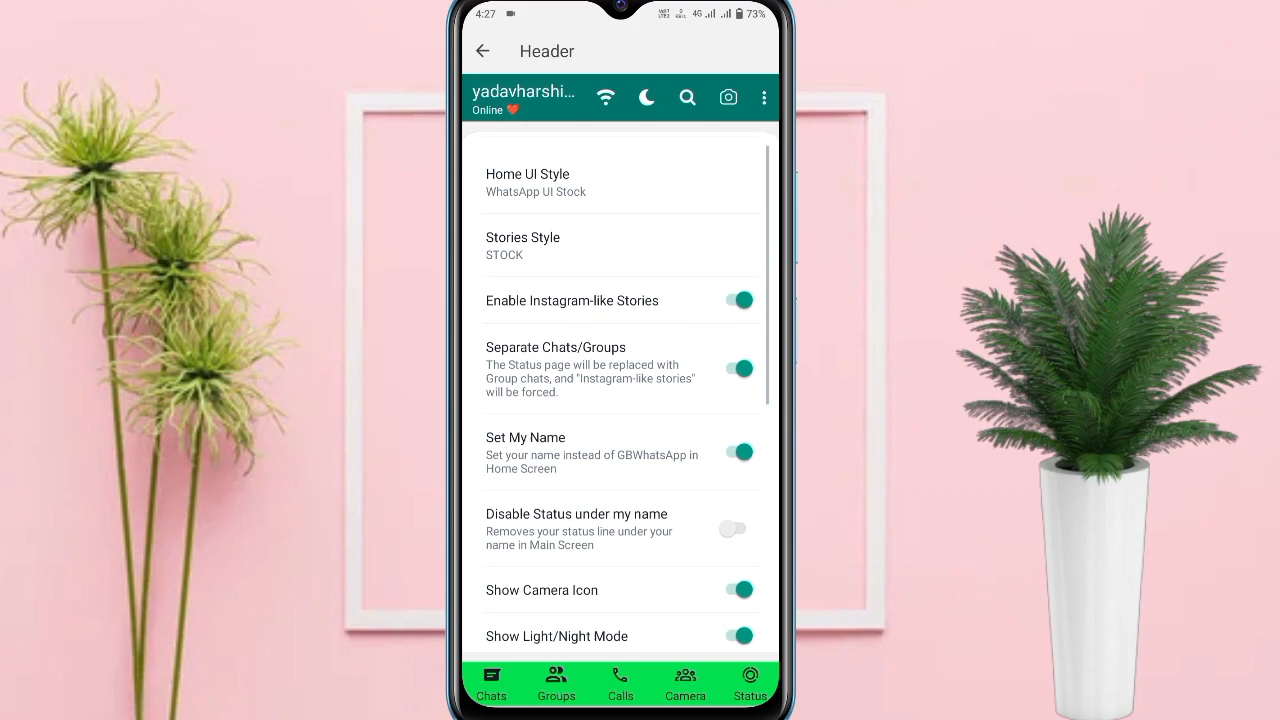 4:27 4G 73%
Header
yadavharshi...
Online ❤️
Home UI Style
WhatsApp UI Stock
Stories Style
STOCK
Enable Instagram-like Stories
Separate Chats/Groups
The Status page will be replaced with
Group chats, and "Instagram-like stories"
will be forced.
Set My Name
Set your name instead of GBWhatsApp in
Home Screen
Disable Status under my name
Removes your status line under your
name in Main Screen
Show Camera Icon
Show Light/Night Mode
Chats Groups Calls Camera Status